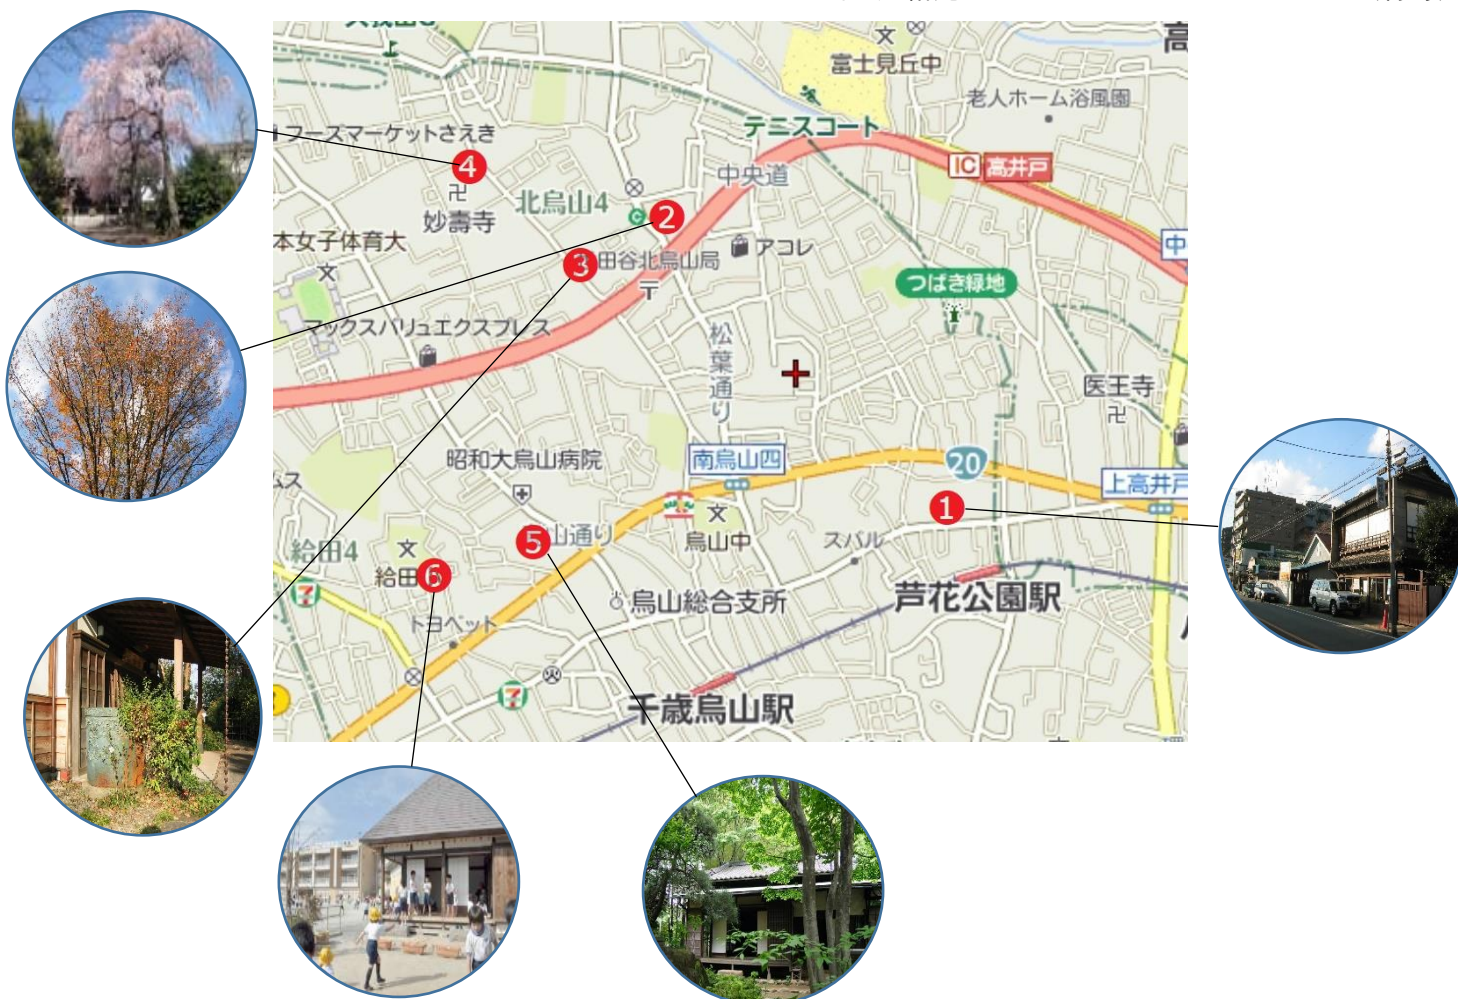 富士見丘中
老人ホーム浴風園
フーズマーケットさえき
テニスコート
IC 高井戸
中央道
4
卍
妙壽寺
北烏山4
C
2
本女子体育大
文
3
田谷北烏山局
〒
アコレ
つばき緑地
マックスバリュエクスプレス
松葉通り
医王寺
卍
昭和大烏山病院
南烏山四
20
上高井戸
1
文
烏山中
スバル
5
山通り
給田4
文
給田
6
7
トヨペット
烏山総合支所
芦花公園駅
7
千歳烏山駅